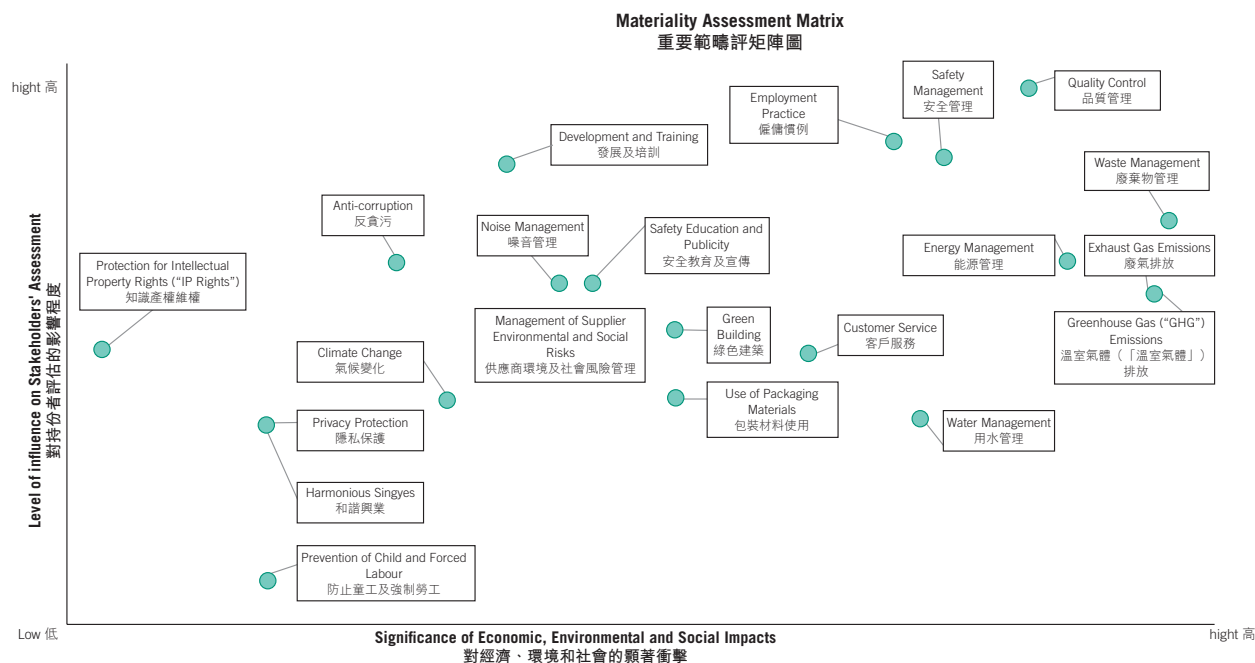 Materiality Assessment Matrix
重要範疇評矩陣圖
hight 高
Level of influence on Stakeholders' Assessment
對持份者評估的影響程度
Quality Control
品質管理
Safety
Management
安全管理
Employment
Practice
僱傭慣例
Development and Training
發展及培訓
Waste Management
廢棄物管理
Anti-corruption
反貪污
Noise Management
噪音管理
Safety Education and
Publicity
安全教育及宣傳
Energy Management
能源管理
Exhaust Gas Emissions
廢氣排放
Protection for Intellectual
Property Rights (“IP Rights”)
知識產權維權
Management of Supplier
Environmental and Social
Risks
供應商環境及社會風險管理
Green
Building
綠色建築
Customer Service
客戶服務
Greenhouse Gas (“GHG”)
Emissions
溫室氣體（「溫室氣體」）
排放
Climate Change
氣候變化
Use of Packaging
Materials
包裝材料使用
Privacy Protection
隱私保護
Water Management
用水管理
Harmonious Singyes
和諧興業
Prevention of Child and Forced
Labour
防止童工及強制勞工
Low 低
Significance of Economic, Environmental and Social Impacts
對經濟、環境和社會的顯著衝擊
hight 高